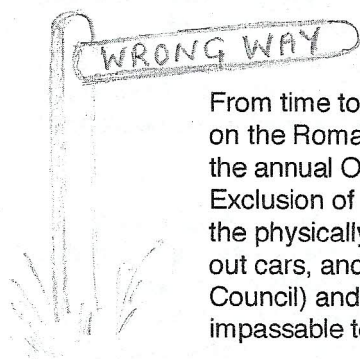 WRONG WAY
From time to
on the Roma
the annual O
Exclusion of
the physically
out cars, and
Council) and
impassable t